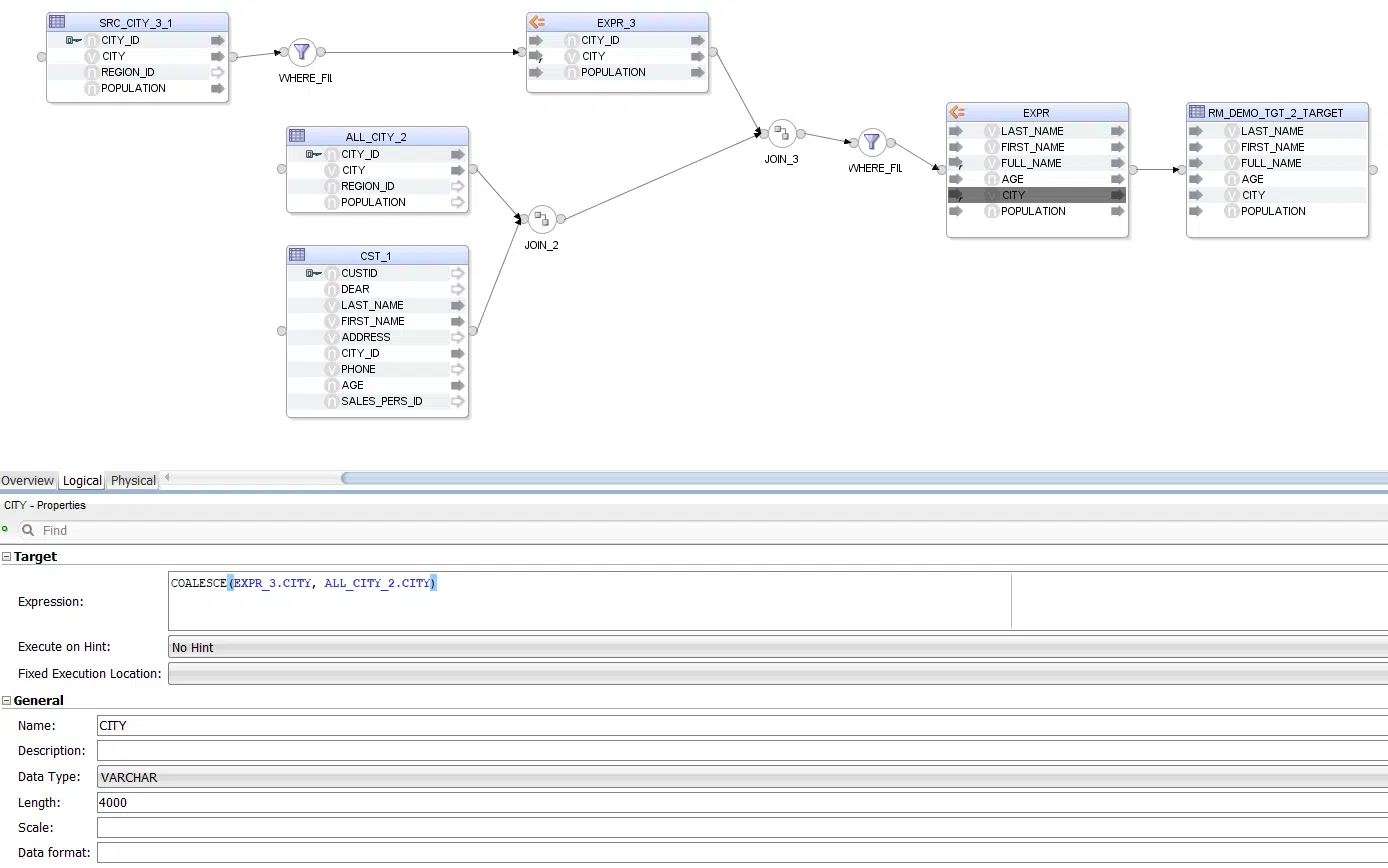 SRC_CITY_3_1
CITY_ID
CITY
REGION_ID
POPULATION
WHERE_FIL
EXPR_3
CITY_ID
CITY
POPULATION
ALL_CITY_2
CITY_ID
CITY
REGION_ID
POPULATION
CST_1
CUSTID
DEAR
LAST_NAME
FIRST_NAME
ADDRESS
CITY_ID
PHONE
AGE
SALES_PERS_ID
JOIN_2
JOIN_3
WHERE_FIL
EXPR
LAST_NAME
FIRST_NAME
FULL_NAME
AGE
CITY
POPULATION
RM_DEMO_TGT_2_TARGET
LAST_NAME
FIRST_NAME
FULL_NAME
AGE
CITY
POPULATION
Overview Logical Physical
CITY - Properties
Find
Target
Expression: COALESCE(EXPR_3.CITY, ALL_CITY_2.CITY)
Execute on Hint: No Hint
Fixed Execution Location:
General
Name: CITY
Description:
Data Type: VARCHAR
Length: 4000
Scale:
Data format: